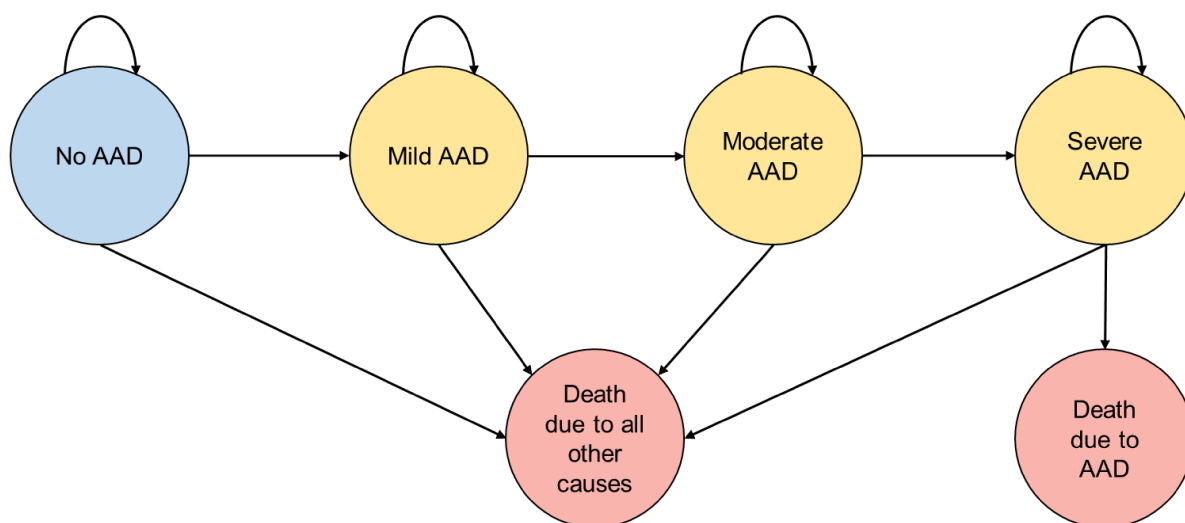 No AAD
Mild AAD
Moderate
AAD
Severe
AAD
Death
due to all
other
causes
Death
due to
AAD